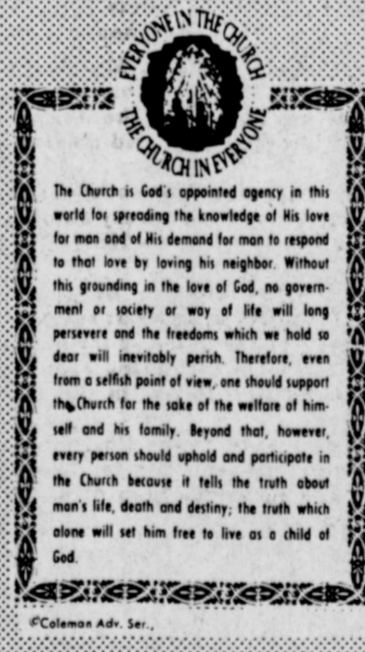 EVERYONE IN THE CHURCH
THE CHURCH IN EVERYONE
The Church is God's appointed agency in this
world for spreading the knowledge of His love
for man and of His demand for man to respond
to that love by loving his neighbor. Without
this grounding in the love of God, no govern-
ment or society or way of life will long
persevere and the freedoms which we hold so
dear will inevitably perish. Therefore, even
from a selfish point of view, one should support
the Church for the sake of the welfare of him-
self and his family. Beyond that, however,
every person should uphold and participate in
the Church because it tells the truth about
man's life, death and destiny; the truth which
alone will set him free to live as a child of
God.
©Coleman Adv. Ser.,